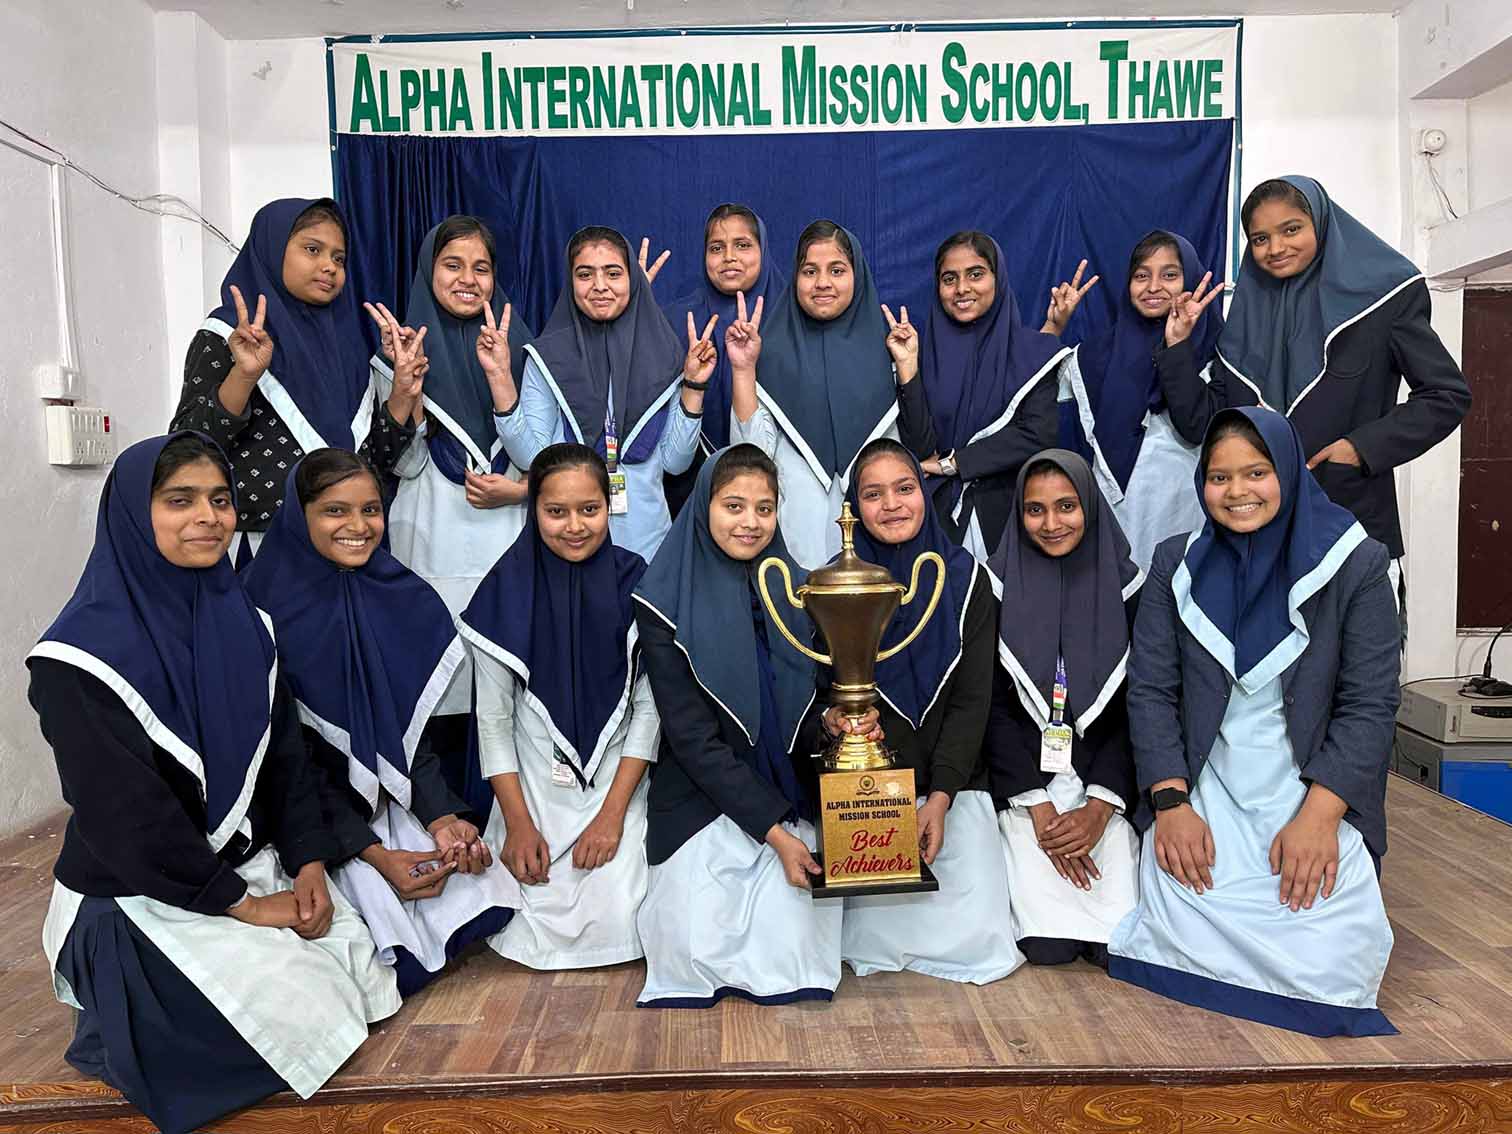 ALPHA INTERNATIONAL MISSION SCHOOL, THAWE
ALPHA INTERNATIONAL
MISSION SCHOOL
Best
Achievers